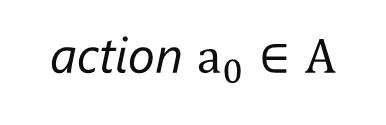 action a₀ ∈ A